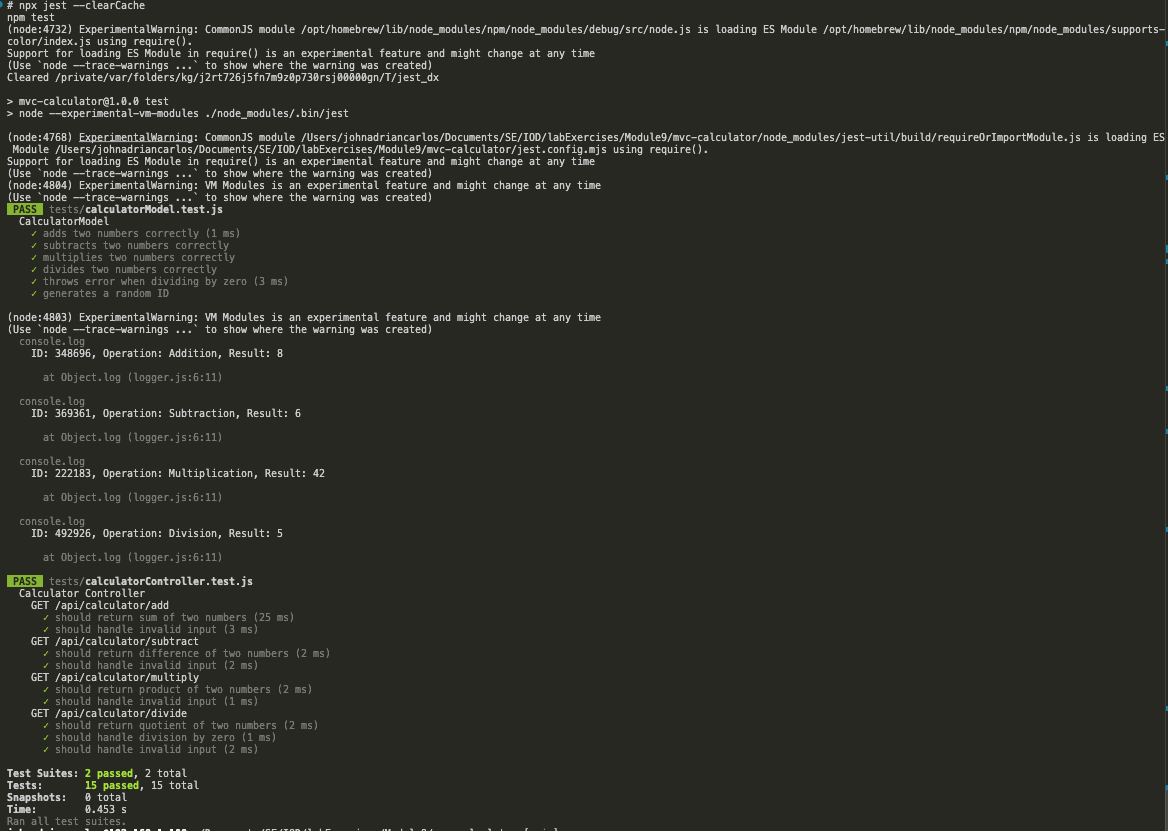 # npx jest --clearCache
npm test
(node:4732) ExperimentalWarning: CommonJS module /opt/homebrew/lib/node_modules/npm/node_modules/debug/src/node.js is loading ES Module /opt/homebrew/lib/node_modules/npm/node_modules/supports-
color/index.js using require().
Support for loading ES Module in require() is an experimental feature and might change at any time
(Use `node --trace-warnings ...` to show where the warning was created)
Cleared /private/var/folders/kg/j2rt726j5fn7m9z0p730rsj00000gn/T/jest_dx
> mvc-calculator@1.0.0 test
> node --experimental-vm-modules ./node_modules/.bin/jest
(node:4768) ExperimentalWarning: CommonJS module /Users/johnadriancarlos/Documents/SE/IOD/labExercises/Module9/mvc-calculator/node_modules/jest-util/build/requireOrImportModule.js is loading ES
Module /Users/johnadriancarlos/Documents/SE/IOD/labExercises/Module9/mvc-calculator/jest.config.mjs using require().
Support for loading ES Module in require() is an experimental feature and might change at any time
(Use `node --trace-warnings ...` to show where the warning was created)
(node:4804) ExperimentalWarning: VM Modules is an experimental feature and might change at any time
(Use `node --trace-warnings ...` to show where the warning was created)
PASS tests/calculatorModel.test.js
CalculatorModel
✓ adds two numbers correctly (1 ms)
✓ subtracts two numbers correctly
✓ multiplies two numbers correctly
✓ divides two numbers correctly
✓ throws error when dividing by zero (3 ms)
✓ generates a random ID
(node:4803) ExperimentalWarning: VM Modules is an experimental feature and might change at any time
(Use `node --trace-warnings ...` to show where the warning was created)
console.log
ID: 348696, Operation: Addition, Result: 8
at Object.log (logger.js:6:11)
console.log
ID: 369361, Operation: Subtraction, Result: 6
at Object.log (logger.js:6:11)
console.log
ID: 222183, Operation: Multiplication, Result: 42
at Object.log (logger.js:6:11)
console.log
ID: 492926, Operation: Division, Result: 5
at Object.log (logger.js:6:11)
PASS tests/calculatorController.test.js
Calculator Controller
GET /api/calculator/add
✓ should return sum of two numbers (25 ms)
✓ should handle invalid input (3 ms)
GET /api/calculator/subtract
✓ should return difference of two numbers (2 ms)
✓ should handle invalid input (2 ms)
GET /api/calculator/multiply
✓ should return product of two numbers (2 ms)
✓ should handle invalid input (1 ms)
GET /api/calculator/divide
✓ should return quotient of two numbers (2 ms)
✓ should handle division by zero (1 ms)
✓ should handle invalid input (2 ms)
Test Suites: 2 passed, 2 total
Tests: 15 passed, 15 total
Snapshots: 0 total
Time: 0.453 s
Ran all test suites.